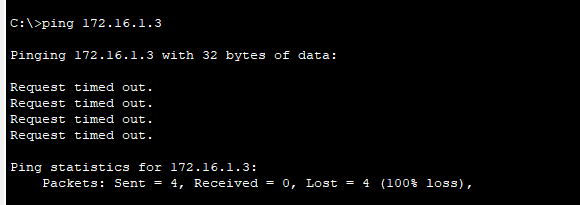 C:\>ping 172.16.1.3
Pinging 172.16.1.3 with 32 bytes of data:
Request timed out.
Request timed out.
Request timed out.
Request timed out.
Ping statistics for 172.16.1.3:
    Packets: Sent = 4, Received = 0, Lost = 4 (100% loss),